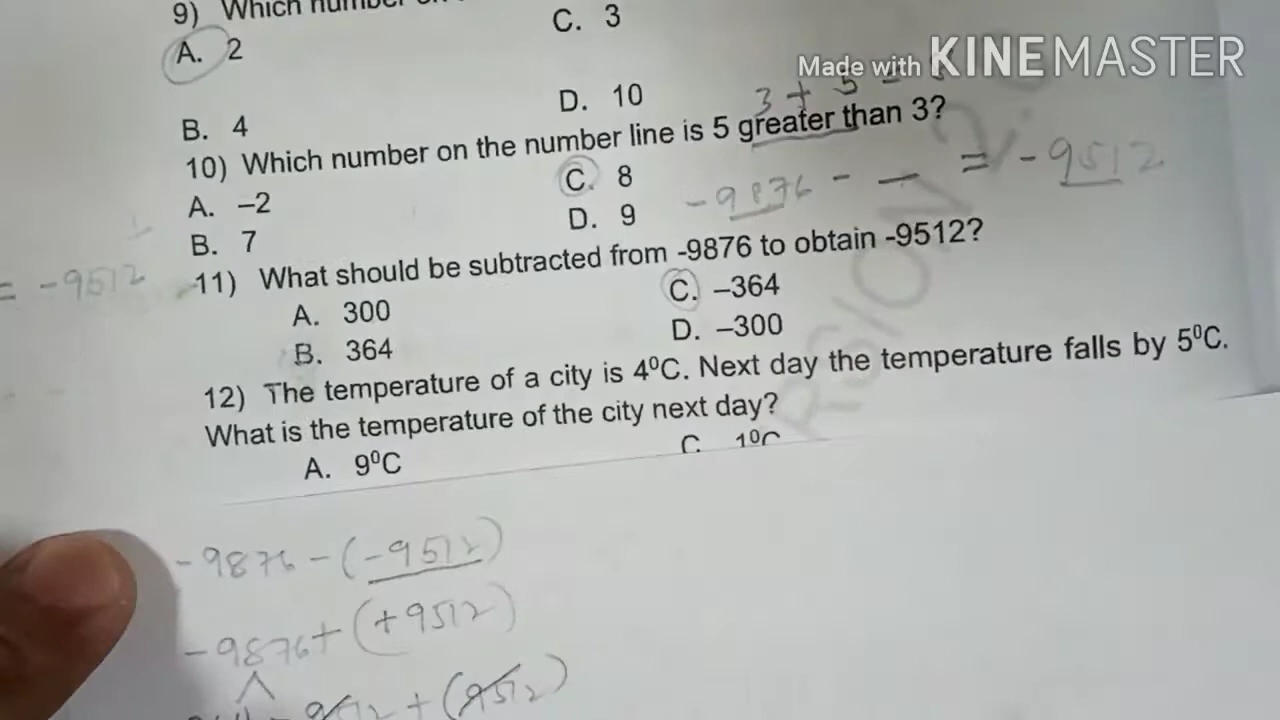 9) Which number
A. 2
C. 3
Made with KINEMASTER
B. 4
D. 10
3 + 5 =
10) Which number on the number line is 5 greater than 3?
A. –2
C. 8
-9876 - _ = -9512
B. 7
D. 9
= -9512
11) What should be subtracted from -9876 to obtain -9512?
A. 300
C. –364
B. 364
D. –300
12) The temperature of a city is 4⁰C. Next day the temperature falls by 5⁰C.
What is the temperature of the city next day?
A. 9⁰C
C. 1⁰C
-9876 - (-9512)
-9876 + (+9512)
- 9512 + (9512)